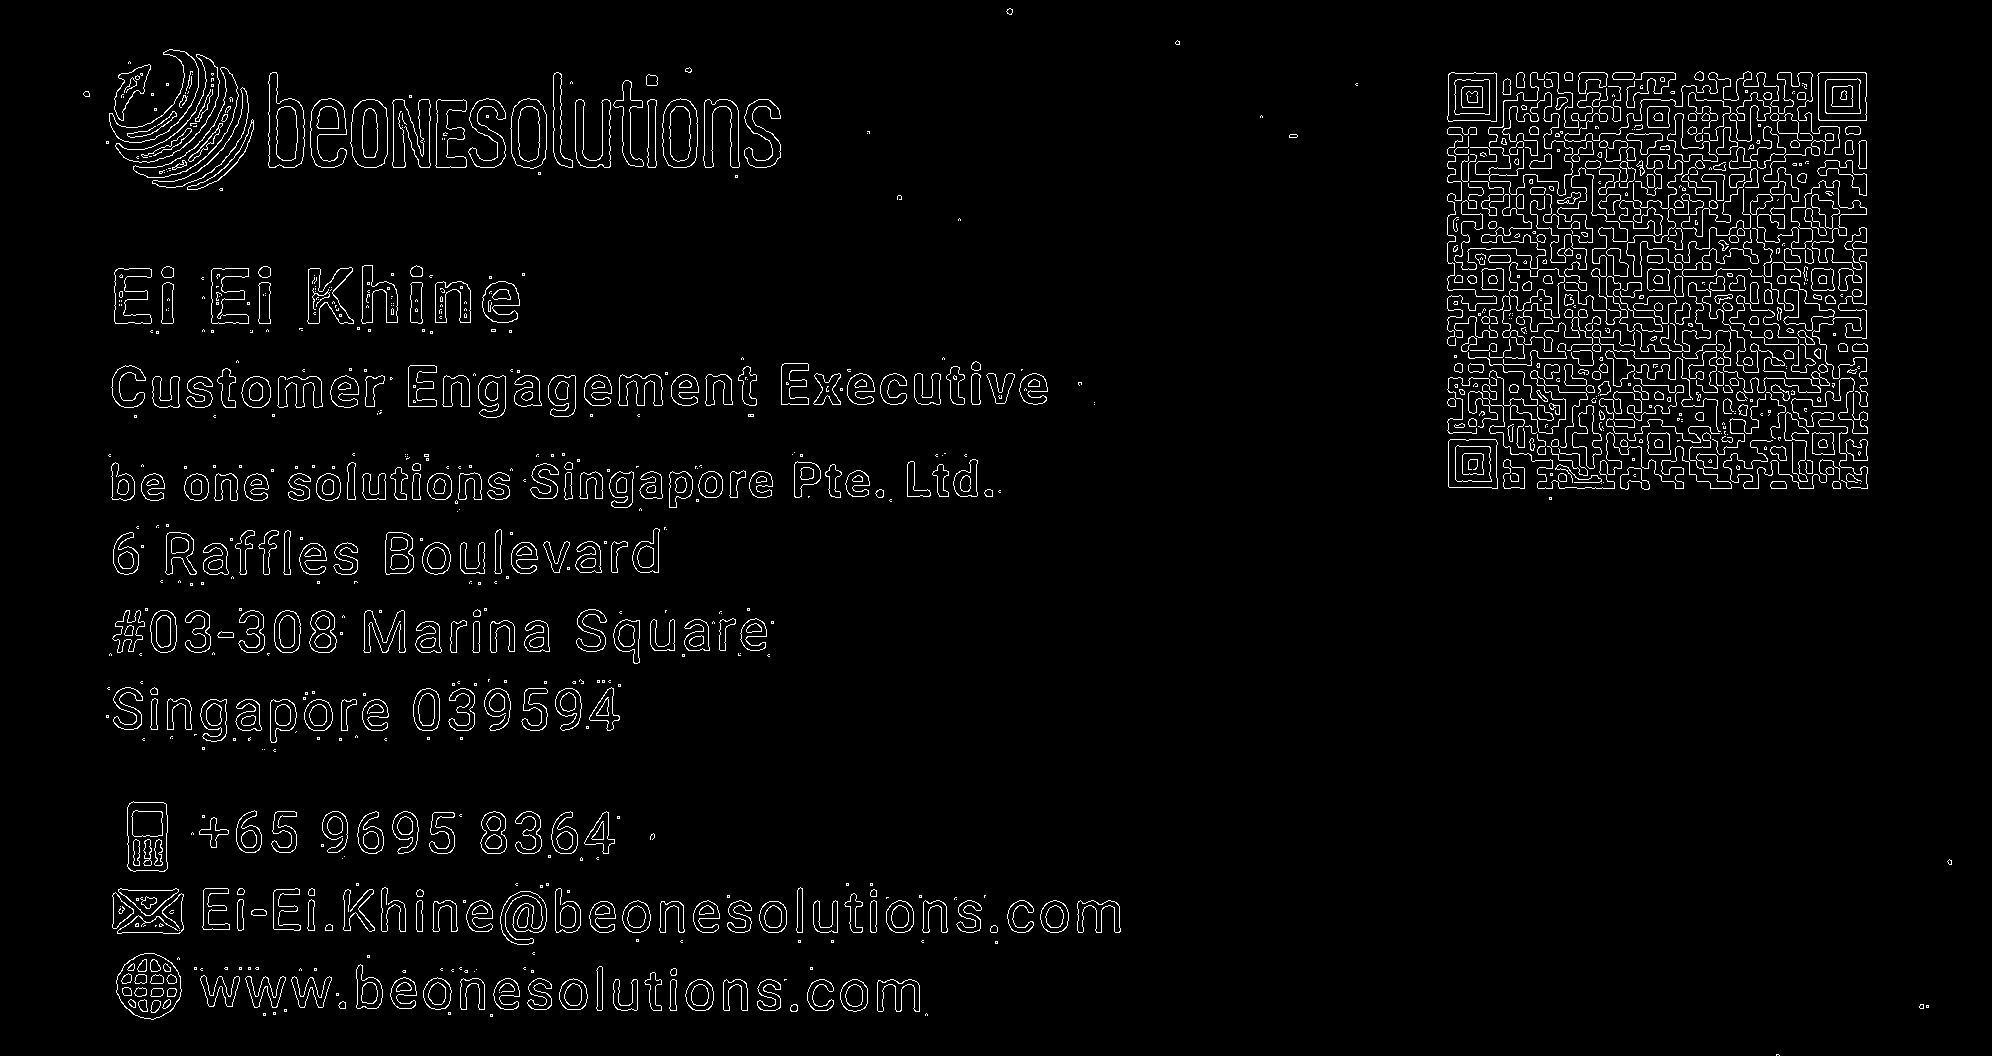 beonesolutions
Ei Ei Khine
Customer Engagement Executive
be one solutions Singapore Pte. Ltd.
6 Raffles Boulevard
#03-308 Marina Square
Singapore 039594
+65 9695 8364
Ei-Ei.Khine@beonesolutions.com
www.beonesolutions.com